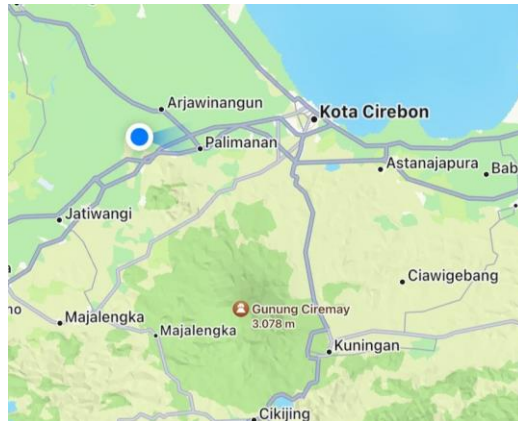 Arjawinangun
Kota Cirebon
Palimanan
Astanajapura
Bab
Jatiwangi
Ciawigebang
Gunung Ciremay
3.078 m
no
Majalengka
Majalengka
Kuningan
Cikijing